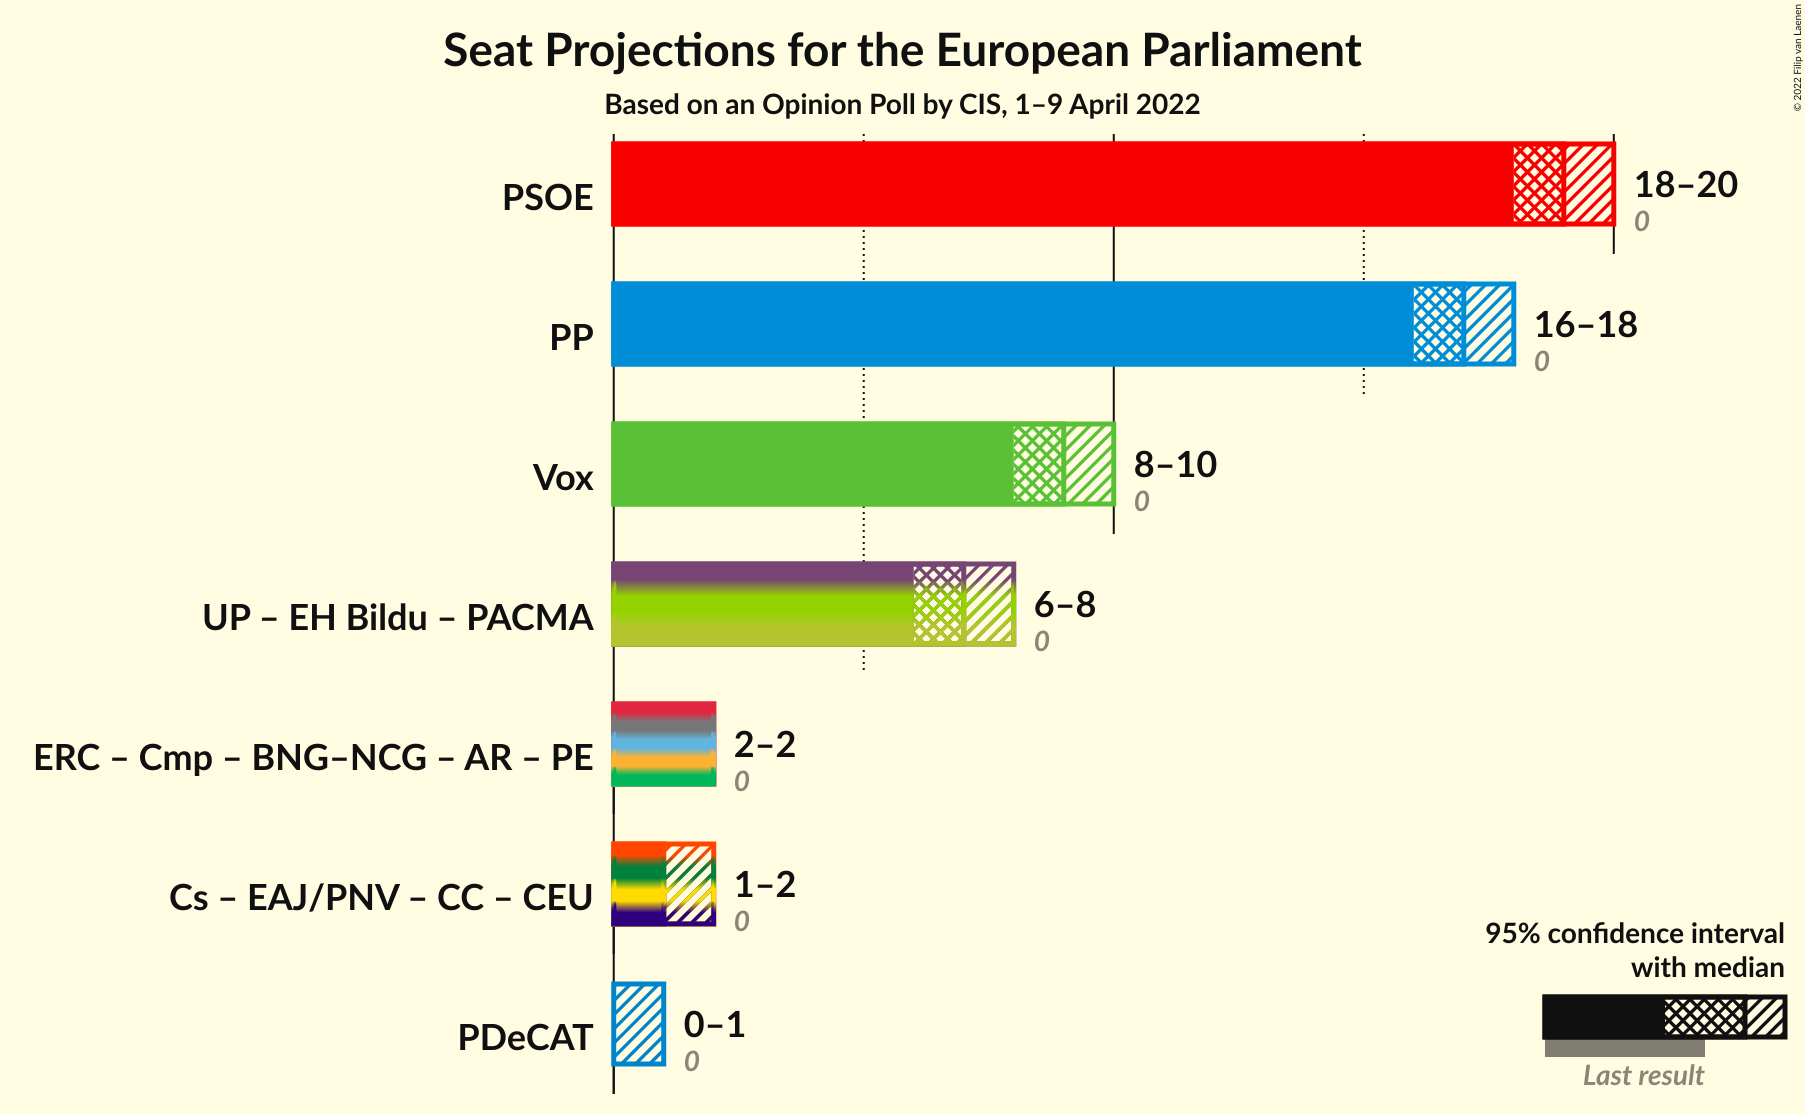 Seat Projections for the European Parliament
Based on an Opinion Poll by CIS, 1–9 April 2022
© 2022 Filip van Laenen
PSOE
18–20
0
PP
16–18
0
Vox
8–10
0
UP – EH Bildu – PACMA
6–8
0
ERC – Cmp – BNG–NCG – AR – PE
2–2
0
Cs – EAJ/PNV – CC – CEU
1–2
0
PDeCAT
0–1
0
95% confidence interval
with median
Last result